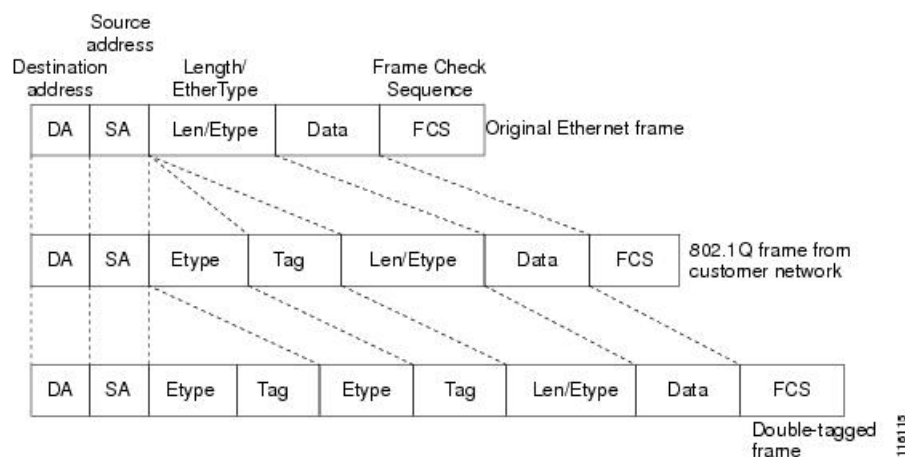 Source
address
Destination
address
Length/
EtherType
Frame Check
Sequence
DA SA Len/Etype Data FCS Original Ethernet frame
DA SA Etype Tag Len/Etype Data FCS 802.1Q frame from
customer network
DA SA Etype Tag Etype Tag Len/Etype Data FCS
Double-tagged
frame
116115